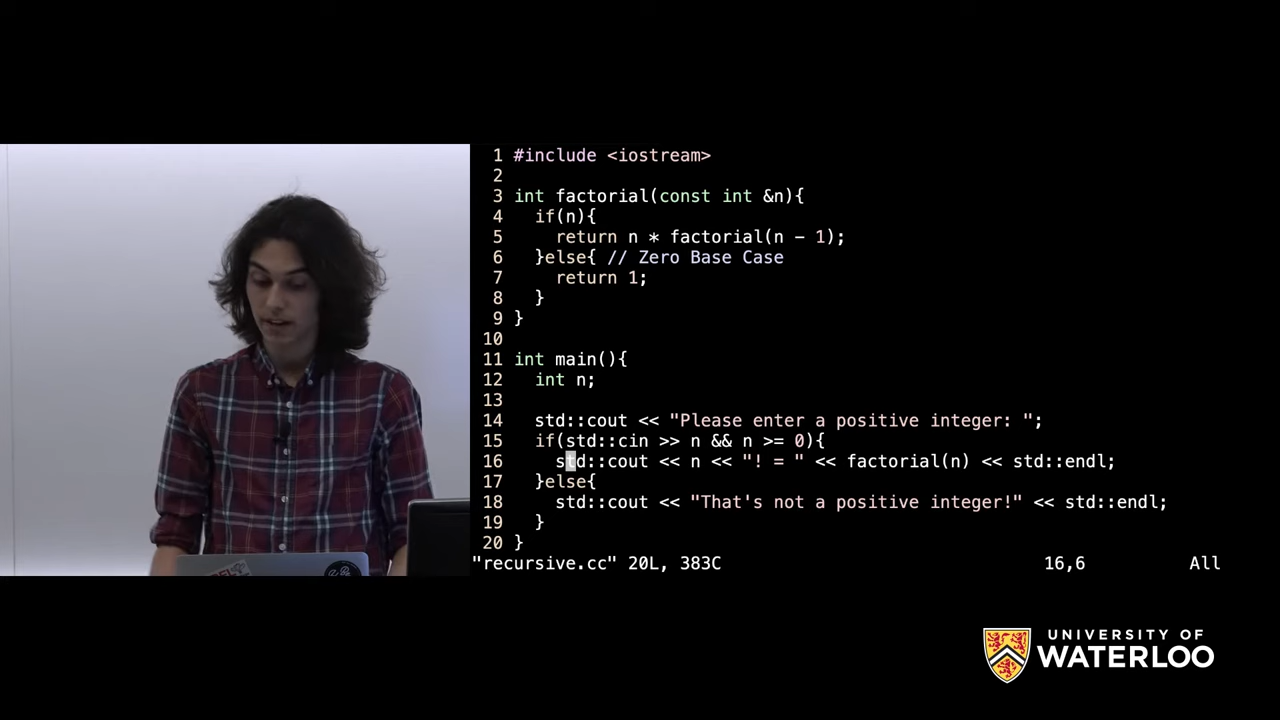 1 #include <iostream>
2
3 int factorial(const int &n){
4   if(n){
5     return n * factorial(n - 1);
6   }else{ // Zero Base Case
7     return 1;
8   }
9 }
10
11 int main(){
12   int n;
13
14   std::cout << "Please enter a positive integer: ";
15   if(std::cin >> n && n >= 0){
16     std::cout << n << "! = " << factorial(n) << std::endl;
17   }else{
18     std::cout << "That's not a positive integer!" << std::endl;
19   }
20 }
"recursive.cc" 20L, 383C 16,6 All
UNIVERSITY OF
WATERLOO